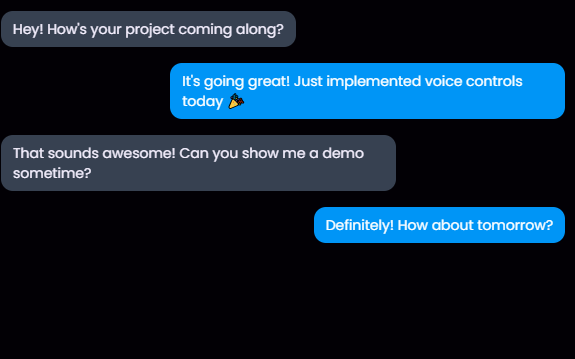 Hey! How's your project coming along?
It's going great! Just implemented voice controls
today 🎉
That sounds awesome! Can you show me a demo
sometime?
Definitely! How about tomorrow?